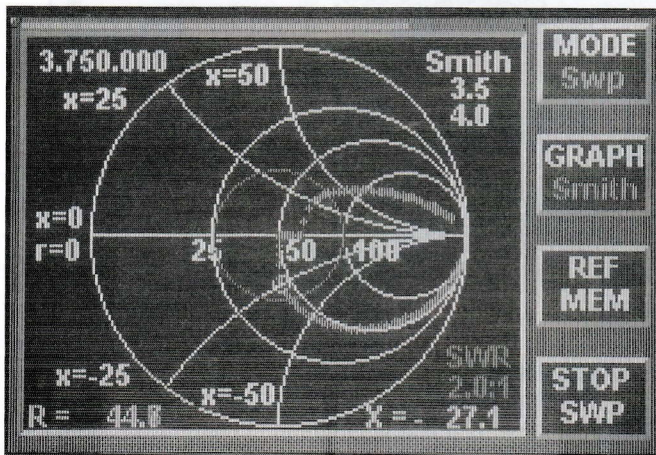 3.750.000
x=50
x=25
Smith
3.5
4.0
x=0
r=0
25
50
100
x=-25
x=-50
SWR
2.0:1
R = 44.
X = - 27.1
MODE
Swp
GRAPH
Smith
REF
MEM
STOP
SWP